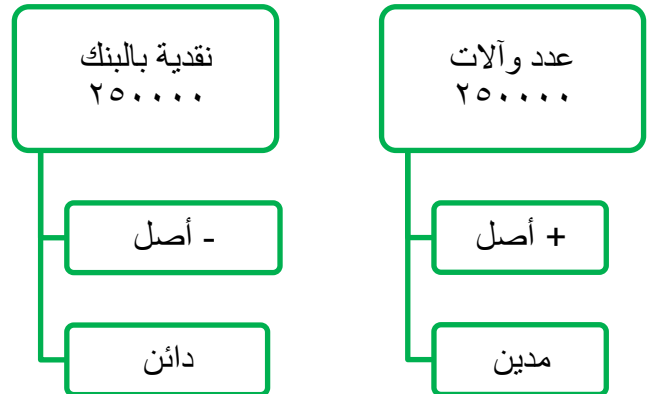 عدد وآلات
٢٥٠٠٠٠
+ أصل
مدين
نقدية بالبنك
٢٥٠٠٠٠
- أصل
دائن